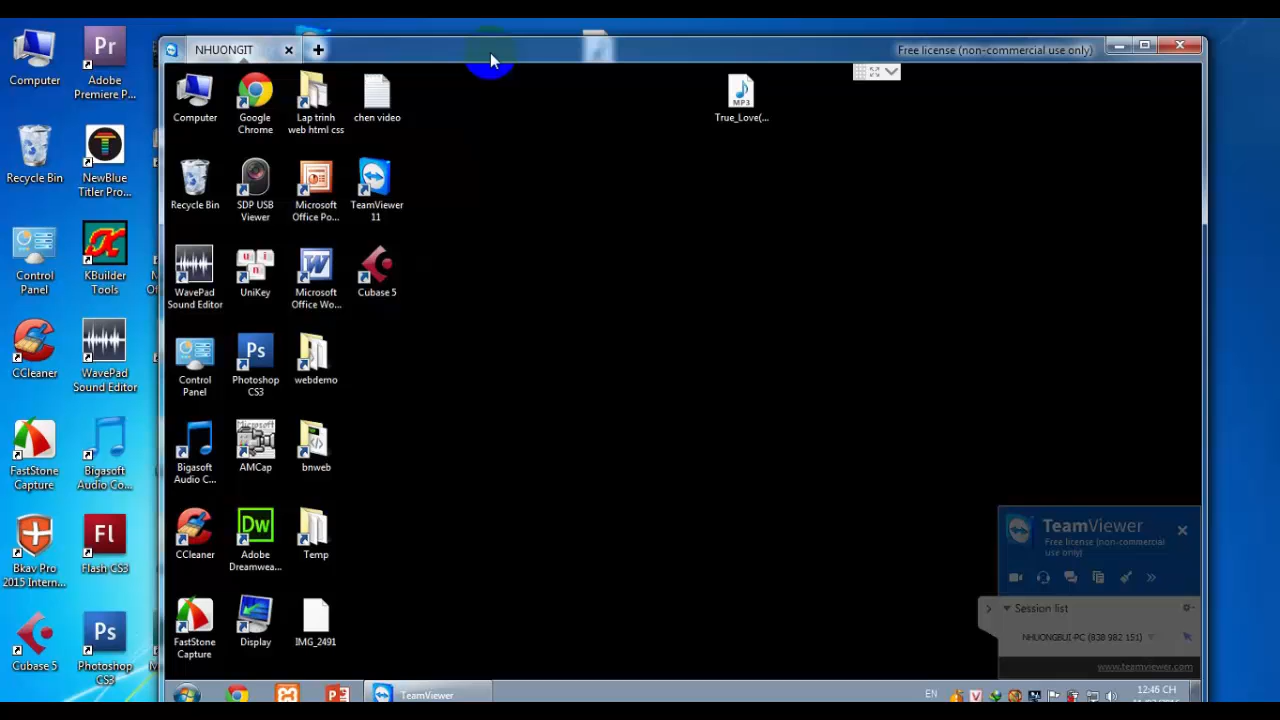 NHUONGIT
Free license (non-commercial use only)
Computer
Adobe
Premiere P...
Recycle Bin
NewBlue
Titler Pro...
Control
Panel
KBuilder
Tools
CCleaner
WavePad
Sound Editor
FastStone
Capture
Bigasoft
Audio Co...
Bkav Pro
2015 Intern...
Flash CS3
Cubase 5
Photoshop
CS3
Computer
Google
Chrome
Lap trinh
web html css
chen video
MP3
True_Love(...
Recycle Bin
SDP USB
Viewer
Microsoft
Office Po...
TeamViewer
11
WavePad
Sound Editor
UniKey
Microsoft
Office Wo...
Cubase 5
Control
Panel
Photoshop
CS3
webdemo
Bigasoft
Audio C...
AMCap
bnweb
CCleaner
Adobe
Dreamwea...
Temp
FastStone
Capture
Display
IMG_2491
TeamViewer
Free license (non-commercial
use only)
Session list
NHUONGBUI-PC (838 982 151)
www.teamviewer.com
TeamViewer
EN
12:46 CH